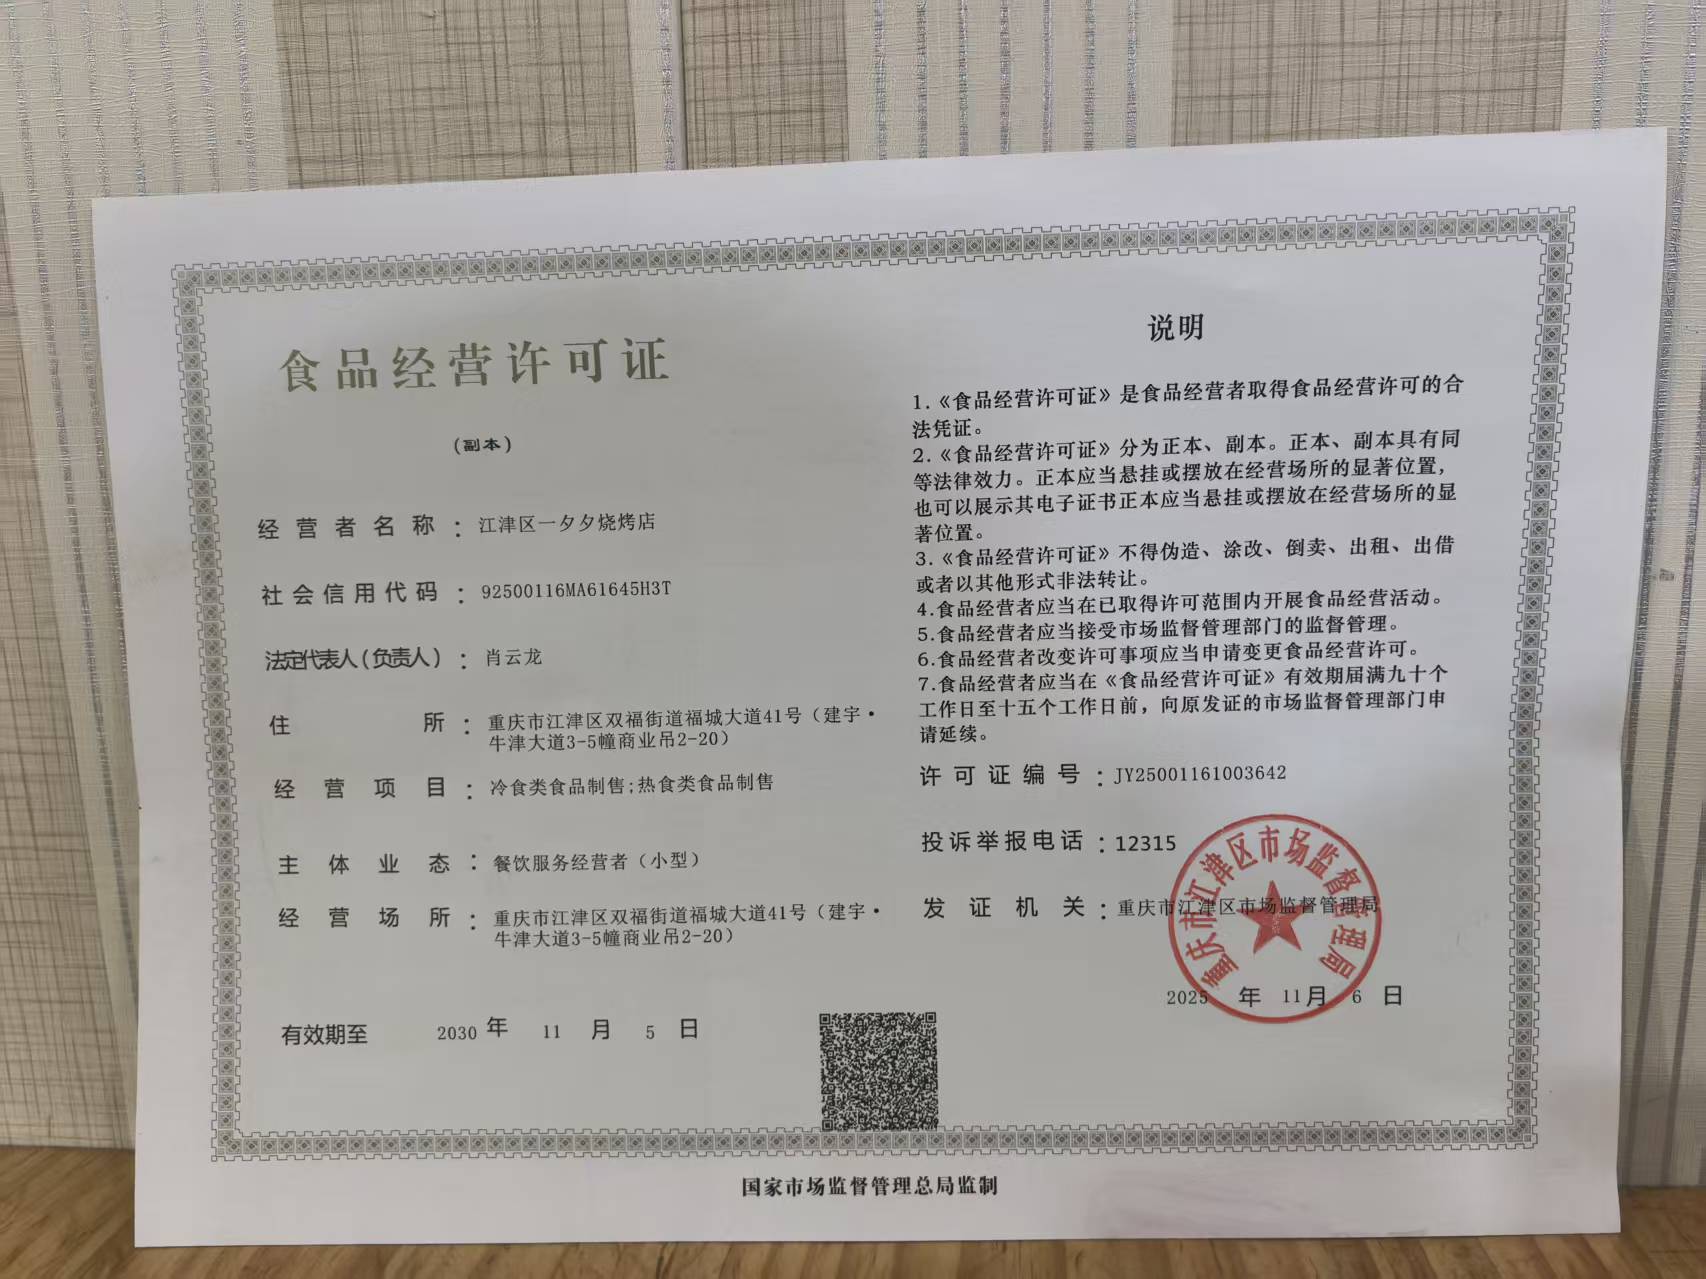 食品经营许可证
（副本）
经营者名称：江津区一夕夕烧烤店
社会信用代码：92500116MA61645H3T
法定代表人(负责人)：肖云龙
住所：重庆市江津区双福街道福城大道41号（建宇·
牛津大道3-5幢商业吊2-20）
经营项目：冷食类食品制售;热食类食品制售
主体业态：餐饮服务经营者（小型）
经营场所：重庆市江津区双福街道福城大道41号（建宇·
牛津大道3-5幢商业吊2-20）
有效期至 2030 年 11 月 5 日
说明
1.《食品经营许可证》是食品经营者取得食品经营许可的合
法凭证。
2.《食品经营许可证》分为正本、副本。正本、副本具有同
等法律效力。正本应当悬挂或摆放在经营场所的显著位置，
也可以展示其电子证书正本应当悬挂或摆放在经营场所的显
著位置。
3.《食品经营许可证》不得伪造、涂改、倒卖、出租、出借
或者以其他形式非法转让。
4.食品经营者应当在已取得许可范围内开展食品经营活动。
5.食品经营者应当接受市场监督管理部门的监督管理。
6.食品经营者改变许可事项应当申请变更食品经营许可。
7.食品经营者应当在《食品经营许可证》有效期届满九十个
工作日至十五个工作日前，向原发证的市场监督管理部门申
请延续。
许可证编号：JY25001161003642
投诉举报电话：12315
发证机关：重庆市江津区市场监督管理局
重庆市江津区市场监督管理局
2025 年 11 月 6 日
国家市场监督管理总局监制